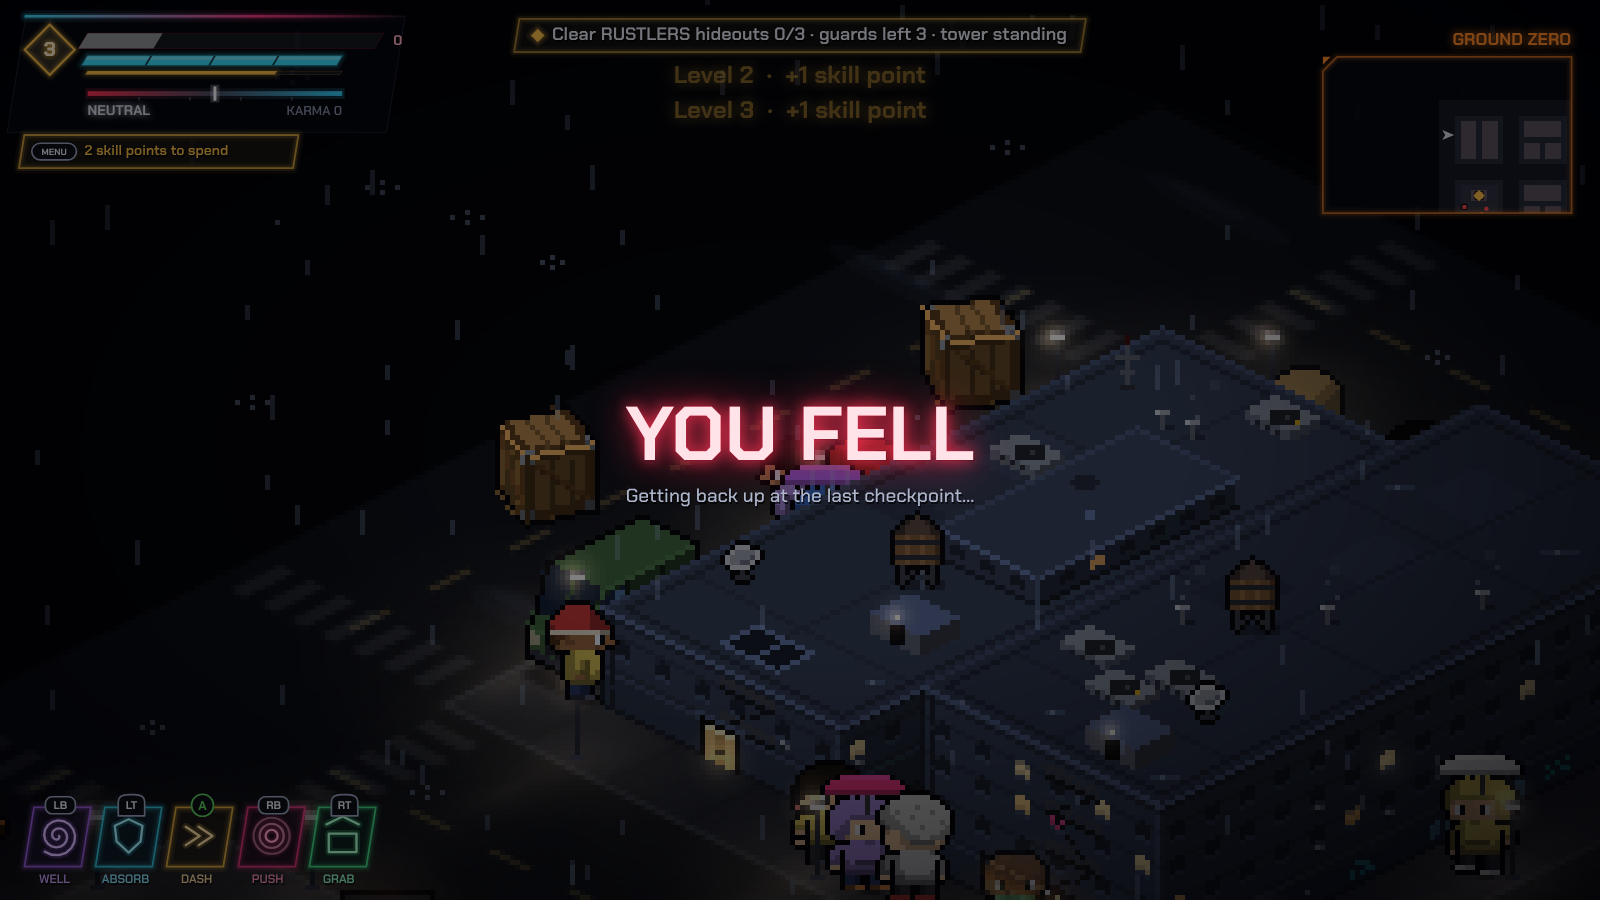 3
0
NEUTRAL
KARMA 0
MENU
2 skill points to spend
Clear RUSTLERS hideouts 0/3 · guards left 3 · tower standing
Level 2 · +1 skill point
Level 3 · +1 skill point
GROUND ZERO
YOU FELL
Getting back up at the last checkpoint...
LB
LT
A
RB
RT
WELL
ABSORB
DASH
PUSH
GRAB